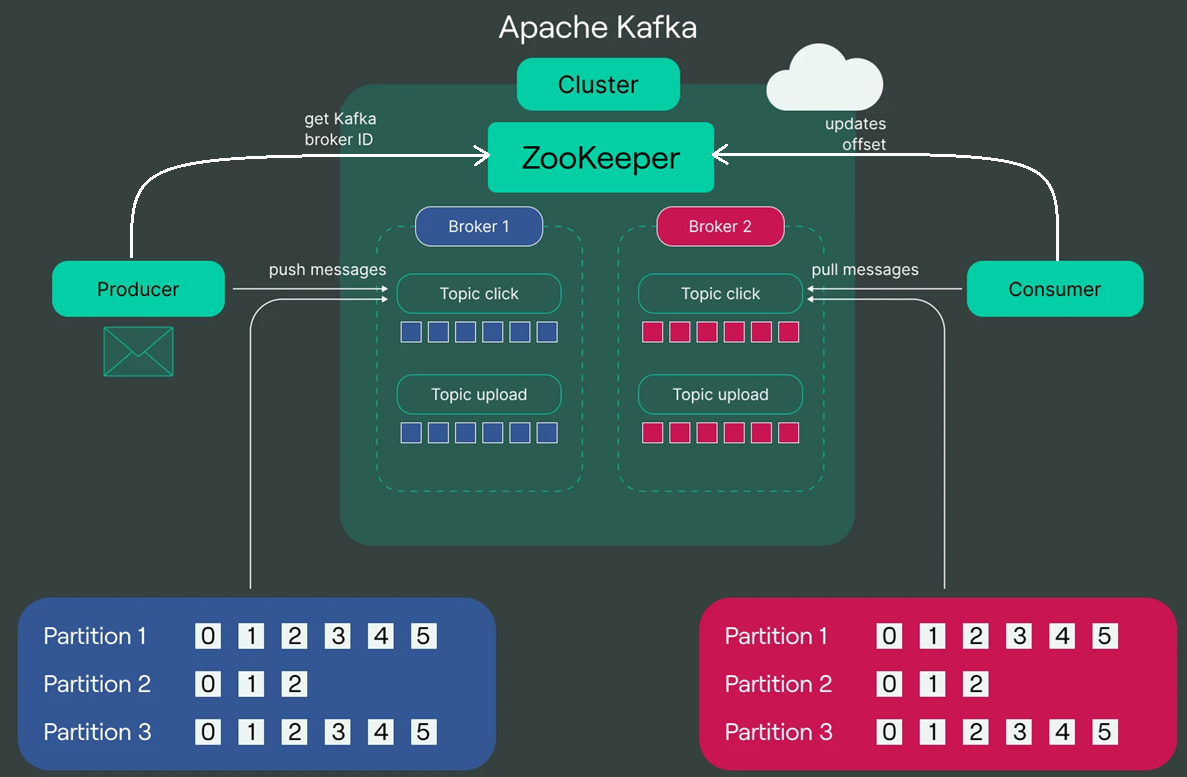 Apache Kafka
Cluster
get Kafka
broker ID
ZooKeeper
updates
offset
Broker 1
Broker 2
Producer
push messages
Topic click
Topic click
pull messages
Consumer
Topic upload
Topic upload
Partition 1 0 1 2 3 4 5
Partition 2 0 1 2
Partition 3 0 1 2 3 4 5
Partition 1 0 1 2 3 4 5
Partition 2 0 1 2
Partition 3 0 1 2 3 4 5